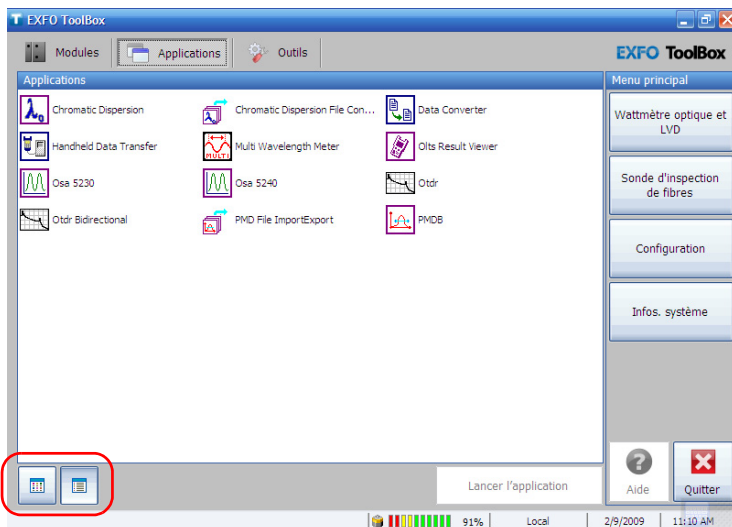 EXFO ToolBox
Modules
Applications
Outils
EXFO ToolBox
Applications
Menu principal
Chromatic Dispersion
Chromatic Dispersion File Con...
Data Converter
Handheld Data Transfer
Multi Wavelength Meter
Olts Result Viewer
Osa 5230
Osa 5240
Otdr
Otdr Bidirectional
PMD File ImportExport
PMDB
λ0
MULTI
Wattmètre optique et
LVD
Sonde d'inspection
de fibres
Configuration
Infos. système
Lancer l'application
Aide
Quitter
91%
Local
2/9/2009
11:10 AM